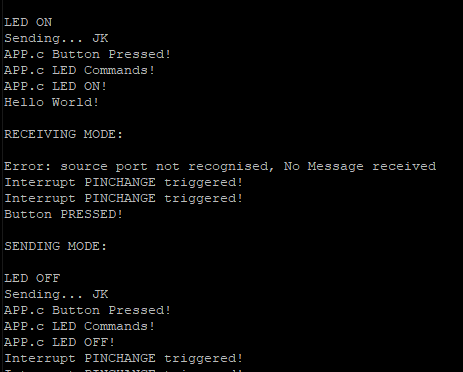 LED ON
Sending... JK
APP.c Button Pressed!
APP.c LED Commands!
APP.c LED ON!
Hello World!
RECEIVING MODE:
Error: source port not recognised, No Message received
Interrupt PINCHANGE triggered!
Interrupt PINCHANGE triggered!
Button PRESSED!
SENDING MODE:
LED OFF
Sending... JK
APP.c Button Pressed!
APP.c LED Commands!
APP.c LED OFF!
Interrupt PINCHANGE triggered!